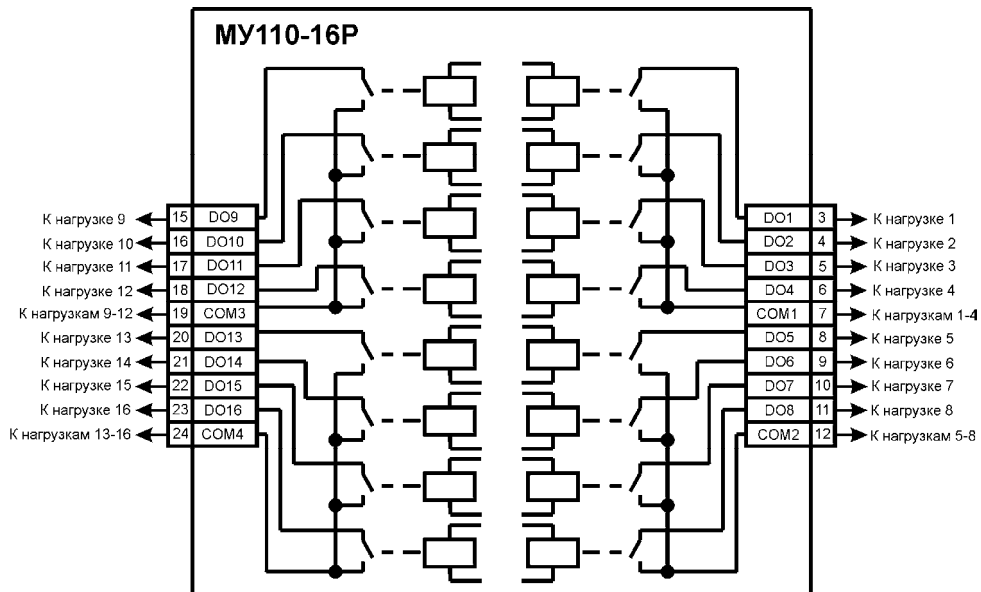 МУ110-16Р
К нагрузке 9 15 DO9
К нагрузке 10 16 DO10
К нагрузке 11 17 DO11
К нагрузке 12 18 DO12
К нагрузкам 9-12 19 COM3
К нагрузке 13 20 DO13
К нагрузке 14 21 DO14
К нагрузке 15 22 DO15
К нагрузке 16 23 DO16
К нагрузкам 13-16 24 COM4
DO1 3 К нагрузке 1
DO2 4 К нагрузке 2
DO3 5 К нагрузке 3
DO4 6 К нагрузке 4
COM1 7 К нагрузкам 1-4
DO5 8 К нагрузке 5
DO6 9 К нагрузке 6
DO7 10 К нагрузке 7
DO8 11 К нагрузке 8
COM2 12 К нагрузкам 5-8